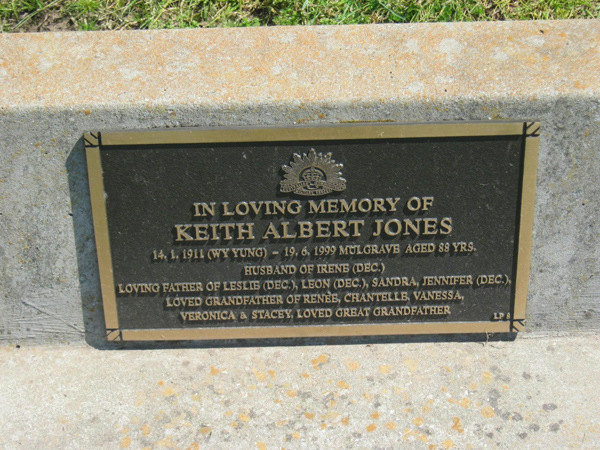 IN LOVING MEMORY OF
KEITH ALBERT JONES
14. 1. 1911 (WY YUNG) - 19. 6. 1999 MULGRAVE AGED 88 YRS.
HUSBAND OF IRENE (DEC.)
LOVING FATHER OF LESLIE (DEC.), LEON (DEC.), SANDRA, JENNIFER (DEC.),
LOVED GRANDFATHER OF RENEE, CHANTELLE, VANESSA,
VERONICA & STACEY, LOVED GREAT GRANDFATHER